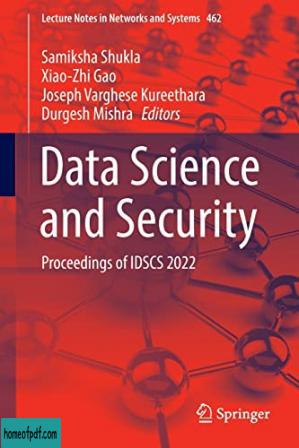 Lecture Notes in Networks and Systems 462
Samiksha Shukla
Xiao-Zhi Gao
Joseph Varghese Kureethara
Durgesh Mishra Editors
Data Science
and Security
Proceedings of IDSCS 2022
Springer
homeofpdf.com